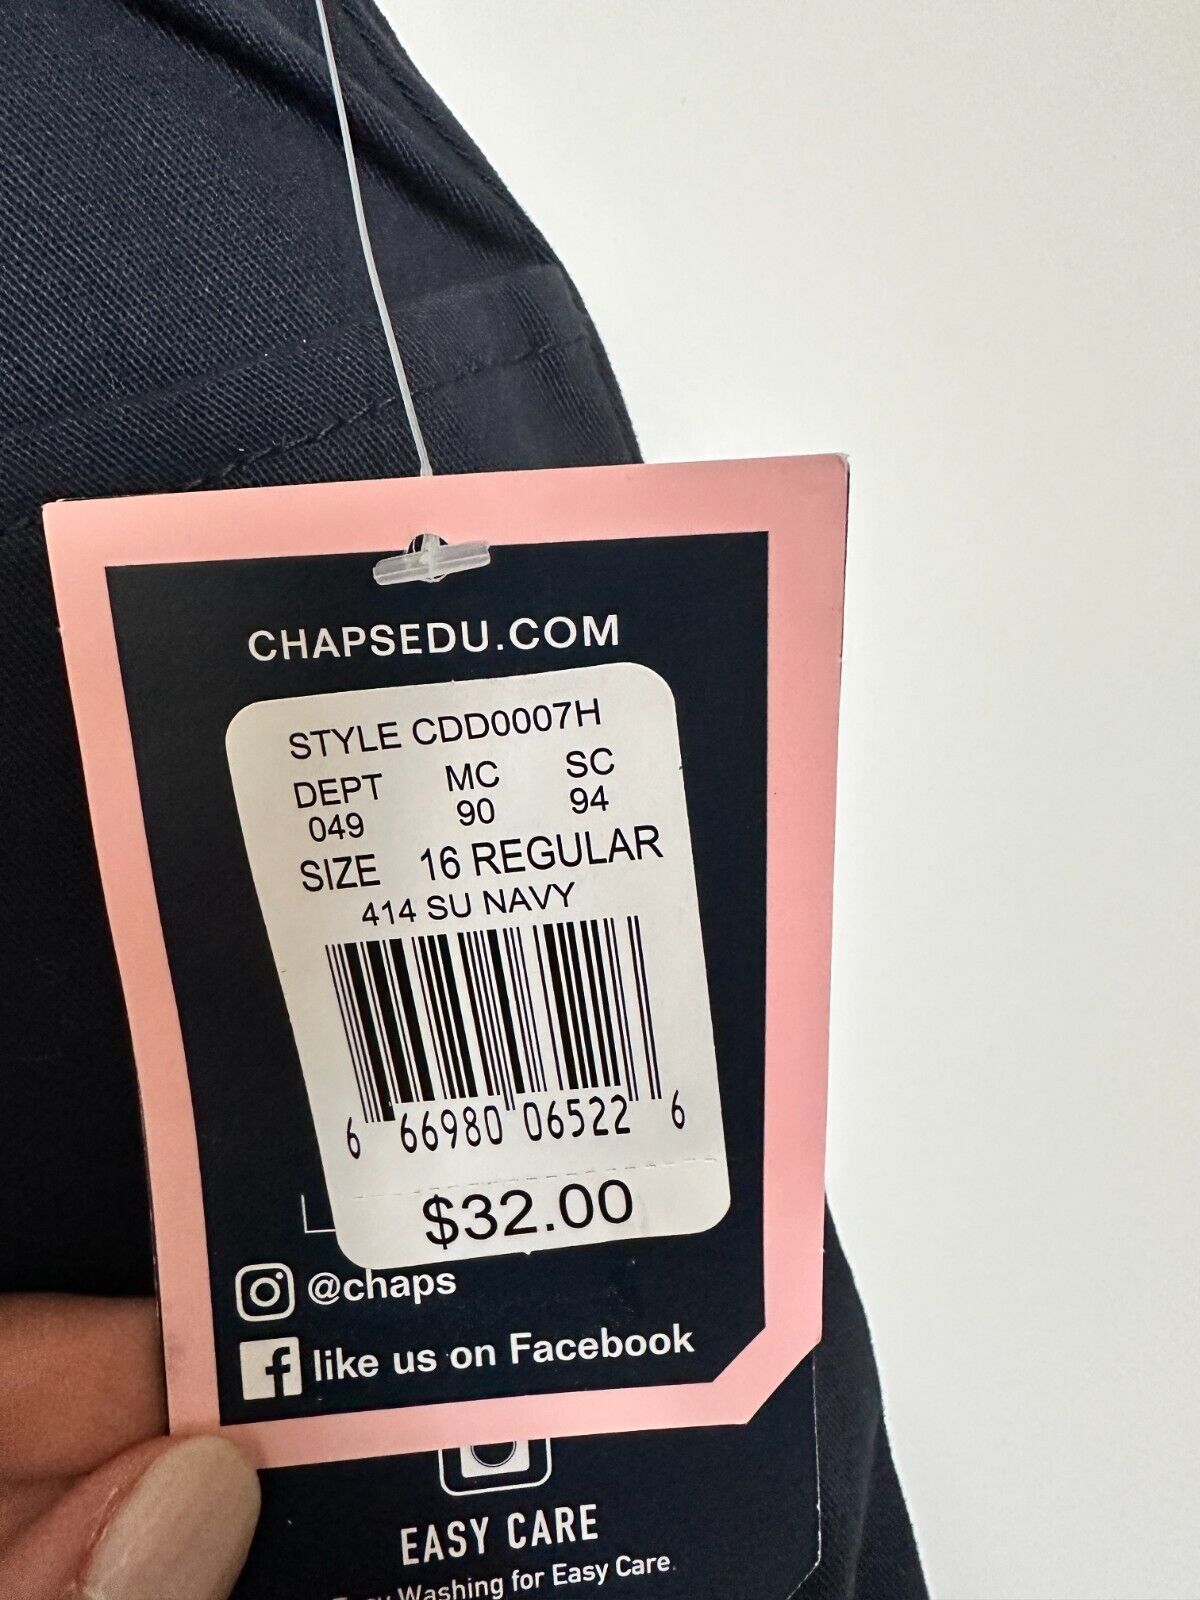 CHAPSEDU.COM
STYLE CDD0007H
DEPT MC SC
049 90 94
SIZE 16 REGULAR
414 SU NAVY
6 66980 06522 6
$32.00
@chaps
like us on Facebook
EASY CARE
Washing for Easy Care.